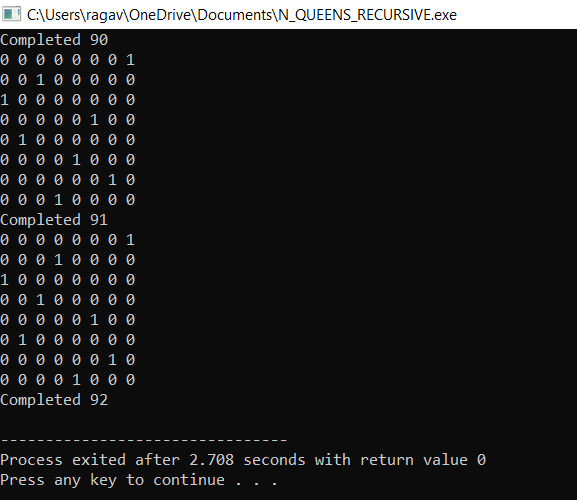 C:\Users\ragav\OneDrive\Documents\N_QUEENS_RECURSIVE.exe
Completed 90
0 0 0 0 0 0 0 1
0 0 1 0 0 0 0 0
1 0 0 0 0 0 0 0
0 0 0 0 0 1 0 0
0 1 0 0 0 0 0 0
0 0 0 0 1 0 0 0
0 0 0 0 0 0 1 0
0 0 0 1 0 0 0 0
Completed 91
0 0 0 0 0 0 0 1
0 0 0 1 0 0 0 0
1 0 0 0 0 0 0 0
0 0 1 0 0 0 0 0
0 0 0 0 0 1 0 0
0 1 0 0 0 0 0 0
0 0 0 0 0 0 1 0
0 0 0 0 1 0 0 0
Completed 92
--------------------------------
Process exited after 2.708 seconds with return value 0
Press any key to continue . . .